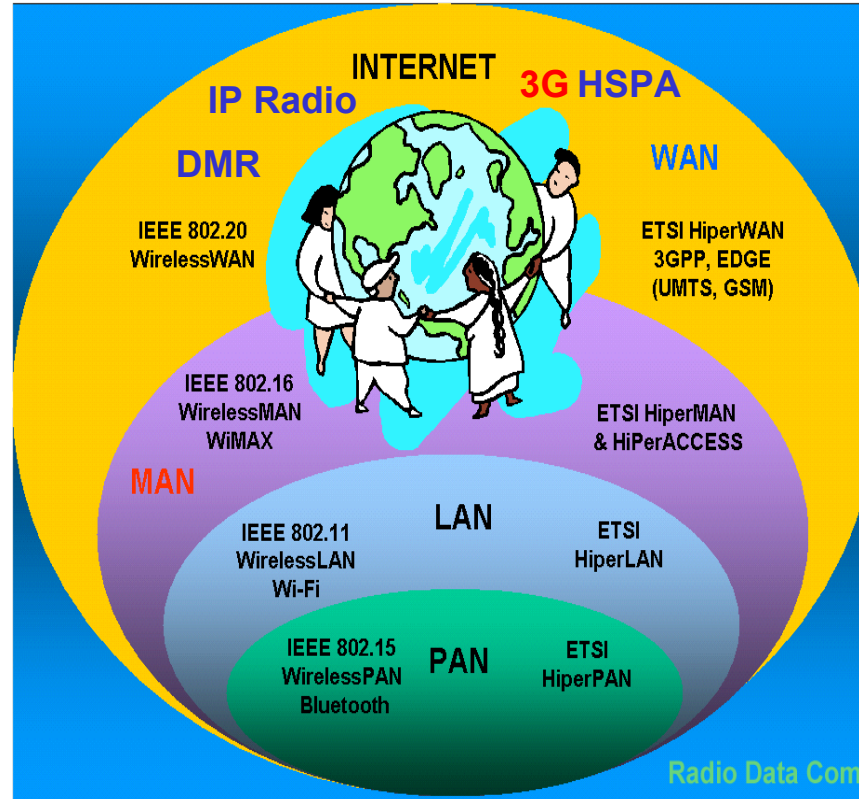 INTERNET
IP Radio
3G HSPA
DMR
WAN
IEEE 802.20
WirelessWAN
ETSI HiperWAN
3GPP, EDGE
(UMTS, GSM)
IEEE 802.16
WirelessMAN
WiMAX
ETSI HiperMAN
& HiPerACCESS
MAN
LAN
IEEE 802.11
WirelessLAN
Wi-Fi
ETSI
HiperLAN
PAN
IEEE 802.15
WirelessPAN
Bluetooth
ETSI
HiperPAN
Radio Data Com